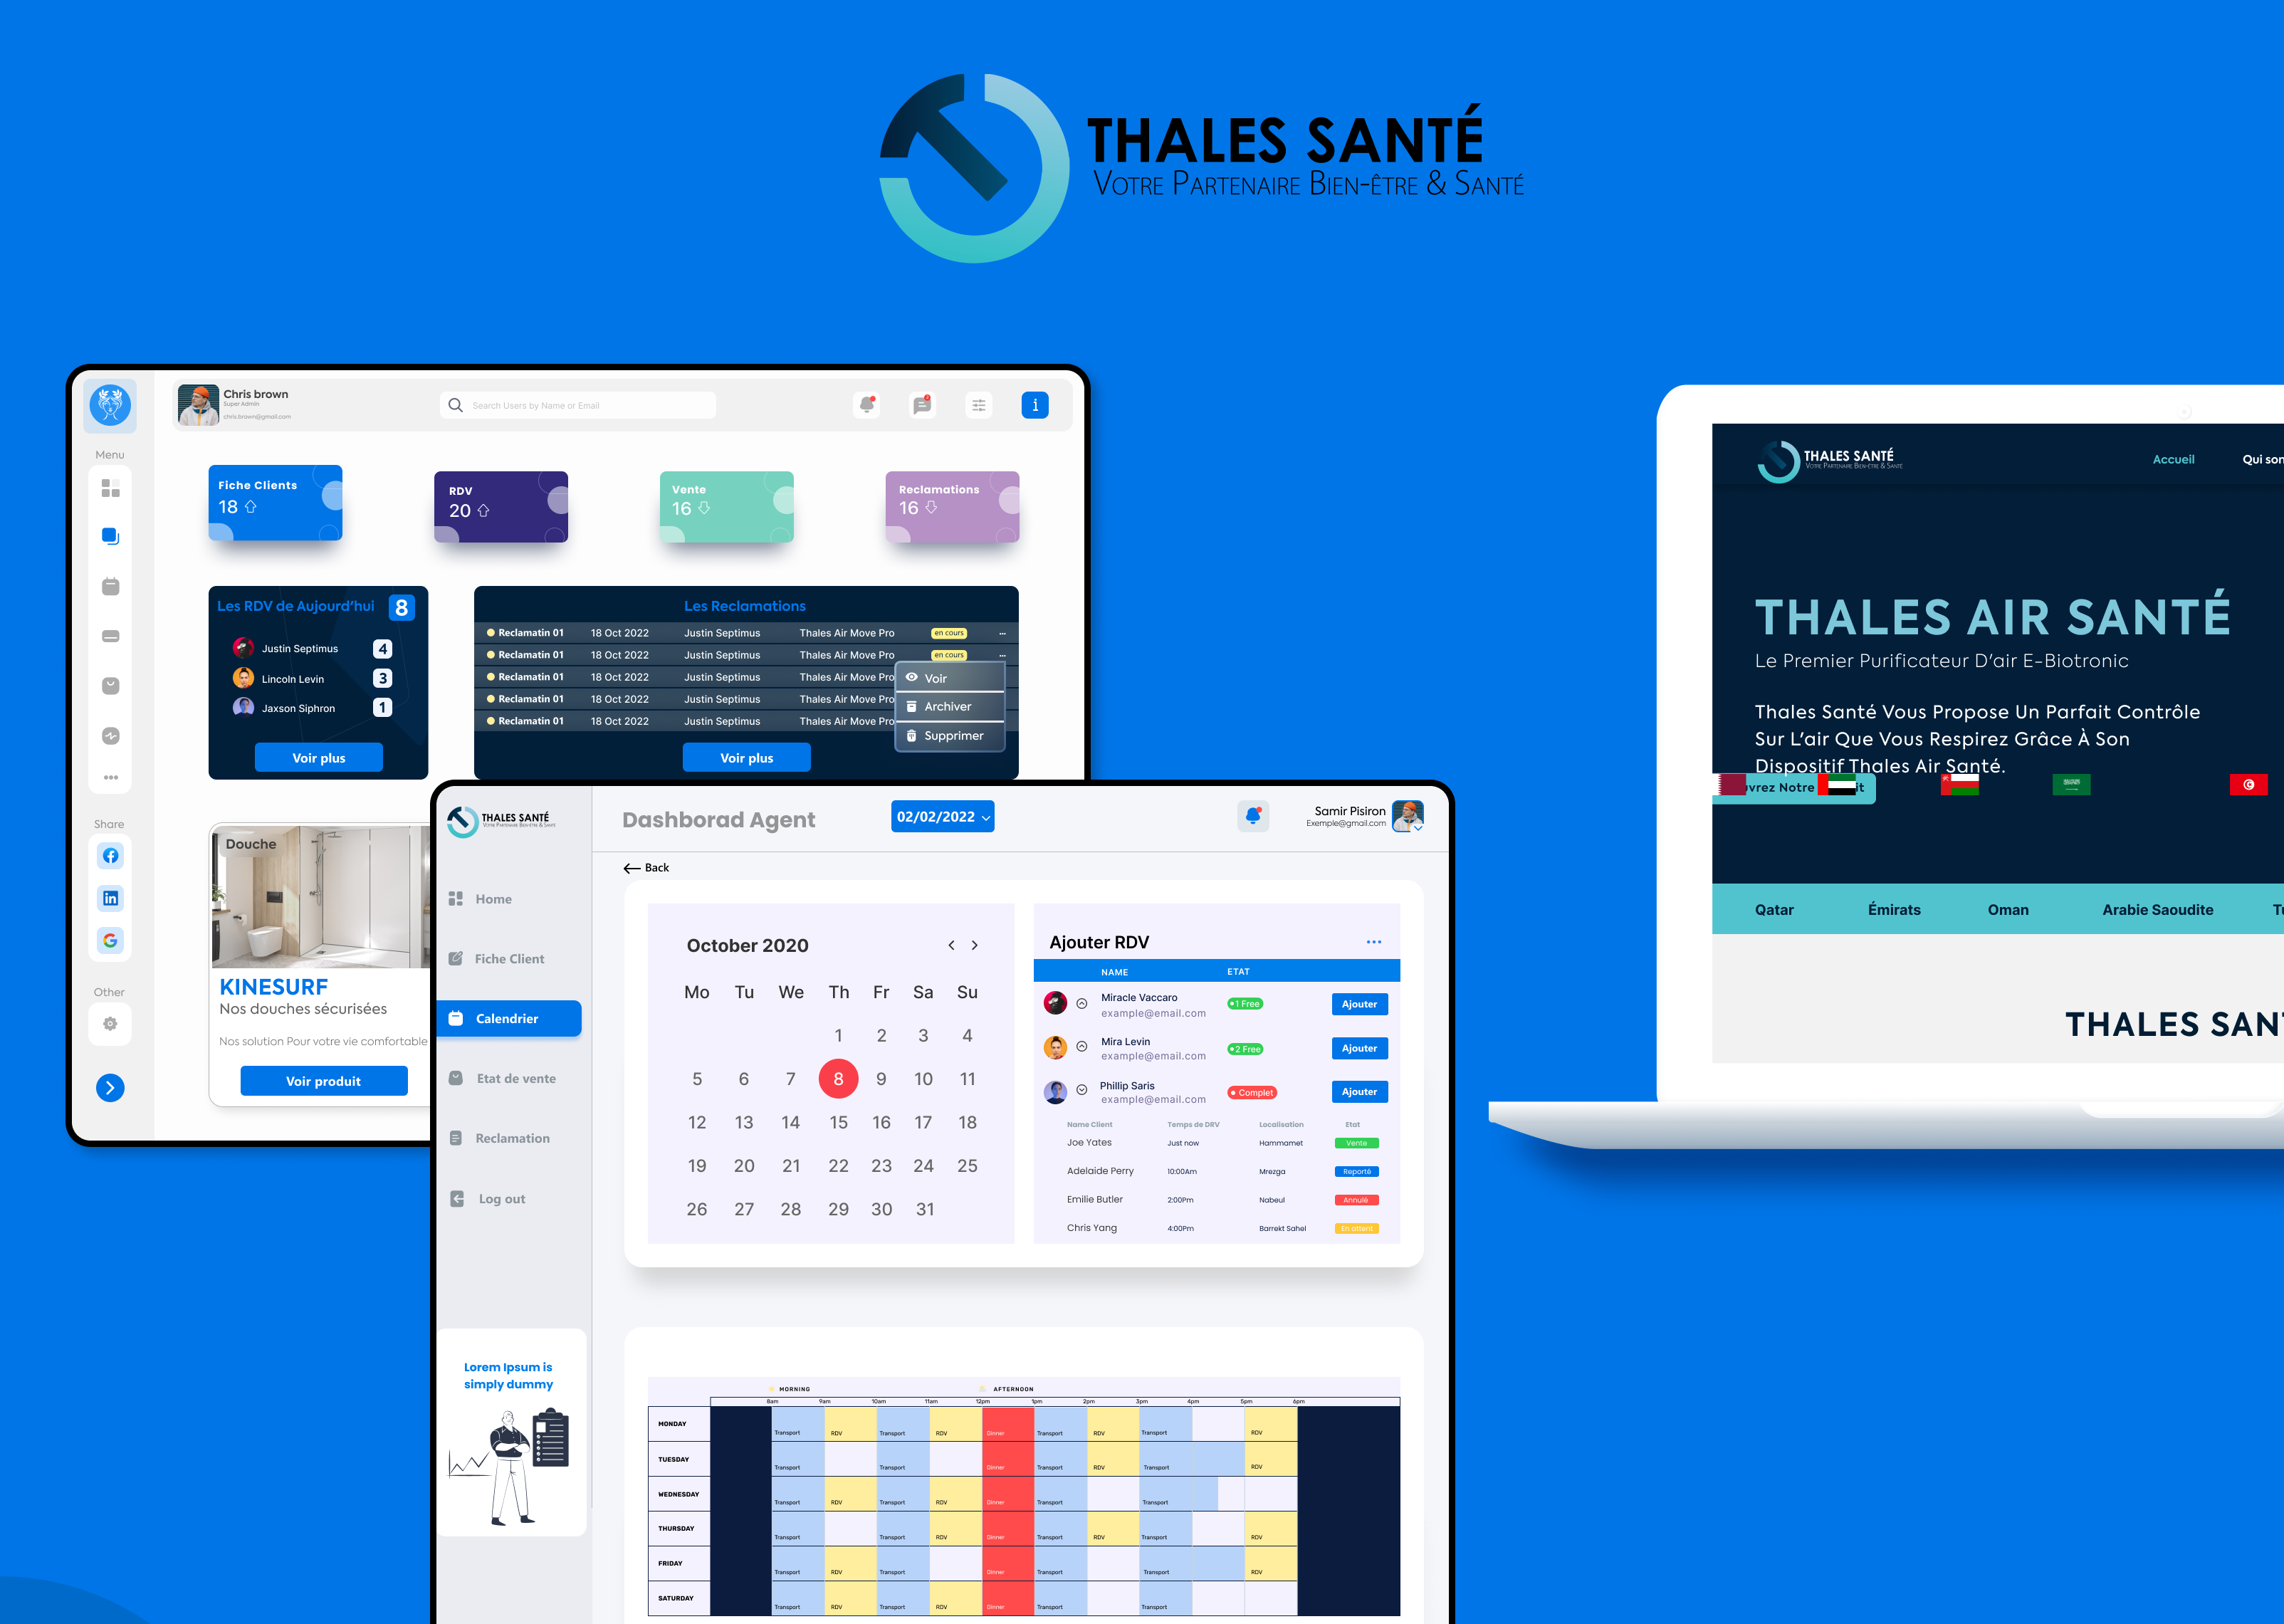 THALES SANTÉ
VOTRE PARTENAIRE BIEN-ÊTRE & SANTÉ
Chris brown
Super Admin
chris.brown@gmail.com
Search Users by Name or Email
i
Menu
Fiche Clients
18
RDV
20
Vente
16
Reclamations
16
Les RDV de Aujourd'hui 8
Justin Septimus 4
Lincoln Levin 3
Jaxson Siphron 1
Voir plus
Les Reclamations
Reclamatin 01 18 Oct 2022 Justin Septimus Thales Air Move Pro en cours ...
Reclamatin 01 18 Oct 2022 Justin Septimus Thales Air Move Pro en cours ...
Reclamatin 01 18 Oct 2022 Justin Septimus Thales Air Move Pro
Reclamatin 01 18 Oct 2022 Justin Septimus Thales Air Move Pro
Reclamatin 01 18 Oct 2022 Justin Septimus Thales Air Move Pro
Voir
Archiver
Supprimer
Voir plus
Share
Other
Douche
KINESURF
Nos douches sécurisées
Nos solution Pour votre vie comfortable
Voir produit
THALES SANTÉ
VOTRE PARTENAIRE BIEN-ÊTRE & SANTÉ
Dashborad Agent
02/02/2022
Samir Pisiron
Exemple@gmail.com
Back
Home
Fiche Client
Calendrier
Etat de vente
Reclamation
Log out
Lorem Ipsum is
simply dummy
October 2020
Mo Tu We Th Fr Sa Su
1 2 3 4
5 6 7 8 9 10 11
12 13 14 15 16 17 18
19 20 21 22 23 24 25
26 27 28 29 30 31
Ajouter RDV
NAME ETAT
Miracle Vaccaro
example@email.com
1 Free
Ajouter
Mira Levin
example@email.com
2 Free
Ajouter
Phillip Saris
example@email.com
Complet
Ajouter
Name Client Temps de DRV Localisation Etat
Joe Yates Just now Hammamet Vente
Adelaide Perry 10:00Am Mrezga Reporté
Emilie Butler 2:00Pm Nabeul Annulé
Chris Yang 4:00Pm Barrekt Sahel En attent
MORNING AFTERNOON
8am 9am 10am 11am 12pm 1pm 2pm 3pm 4pm 5pm 6pm
MONDAY Transport RDV Transport RDV Dinner Transport RDV Transport RDV
TUESDAY Transport Transport Dinner Transport RDV Transport RDV
WEDNESDAY Transport RDV Transport RDV Dinner Transport Transport
THURSDAY Transport Transport RDV Dinner Transport RDV Transport RDV
FRIDAY Transport RDV Transport Dinner Transport Transport RDV
SATURDAY Transport RDV Transport RDV Dinner Transport Transport
THALES SANTÉ
VOTRE PARTENAIRE BIEN-ÊTRE & SANTÉ
Accueil
Qui son
THALES AIR SANTÉ
Le Premier Purificateur D'air E-Biotronic
Thales Santé Vous Propose Un Parfait Contrôle
Sur L'air Que Vous Respirez Grâce À Son
Dispositif Thales Air Santé.
uvrez Notre it
Qatar Émirats Oman Arabie Saoudite Tu
THALES SAN